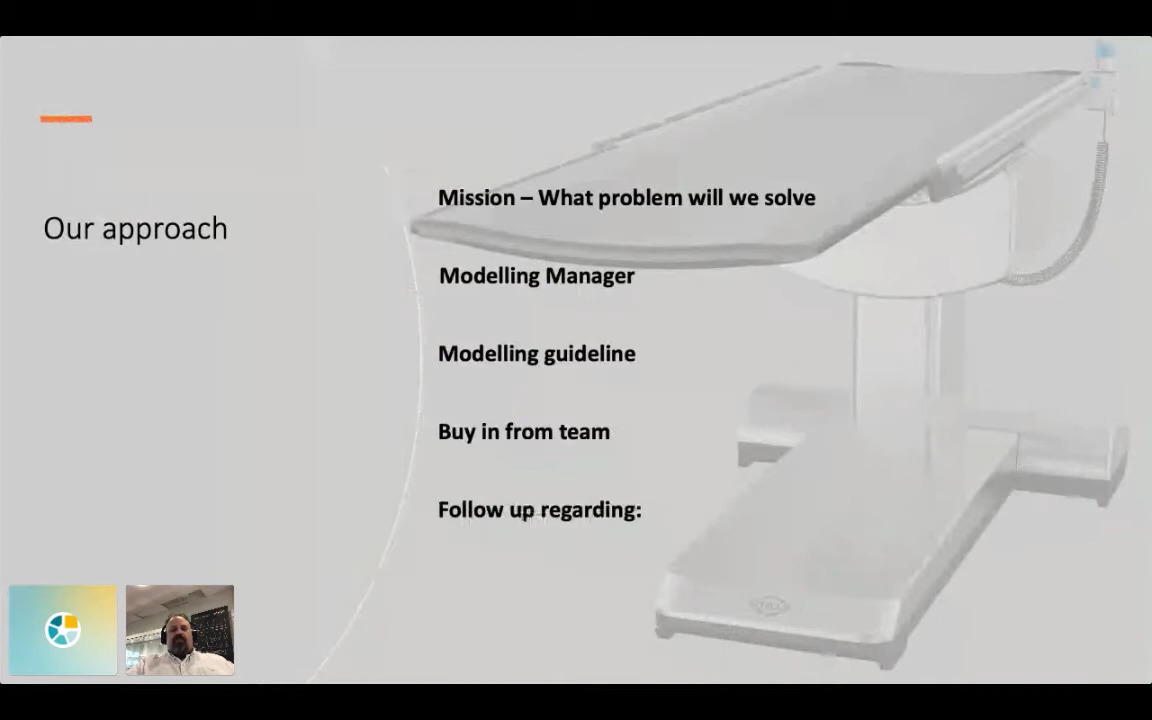 Our approach
Mission – What problem will we solve
Modelling Manager
Modelling guideline
Buy in from team
Follow up regarding: